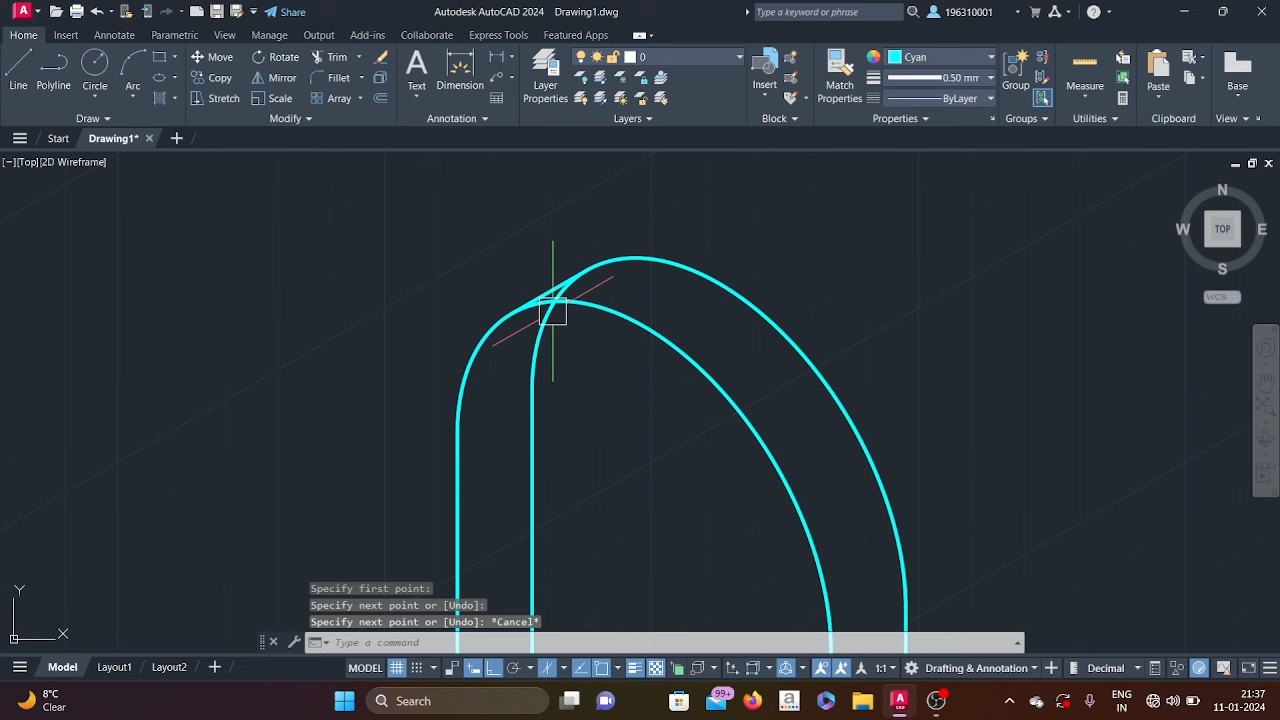 Share
Autodesk AutoCAD 2024 Drawing1.dwg
Type a keyword or phrase
196310001
Home Insert Annotate Parametric View Manage Output Add-ins Collaborate Express Tools Featured Apps
Line Polyline Circle Arc
Move Rotate Trim
Copy Mirror Fillet
Stretch Scale Array
Text Dimension
Layer Properties
0
Insert
Match Properties
Cyan
0.50 mm
ByLayer
Group
Measure
Paste
Base
Draw Modify Annotation Layers Block Properties Groups Utilities Clipboard View
Start Drawing1*
[−][Top][2D Wireframe]
N
W TOP E
S
WCS
Y
X
Specify first point:
Specify next point or [Undo]:
Specify next point or [Undo]: *Cancel*
Type a command
Model Layout1 Layout2
MODEL 1:1 Drafting & Annotation Decimal
8°C
Clear
Search
99+
ENG
IN
21:37
11-01-2024